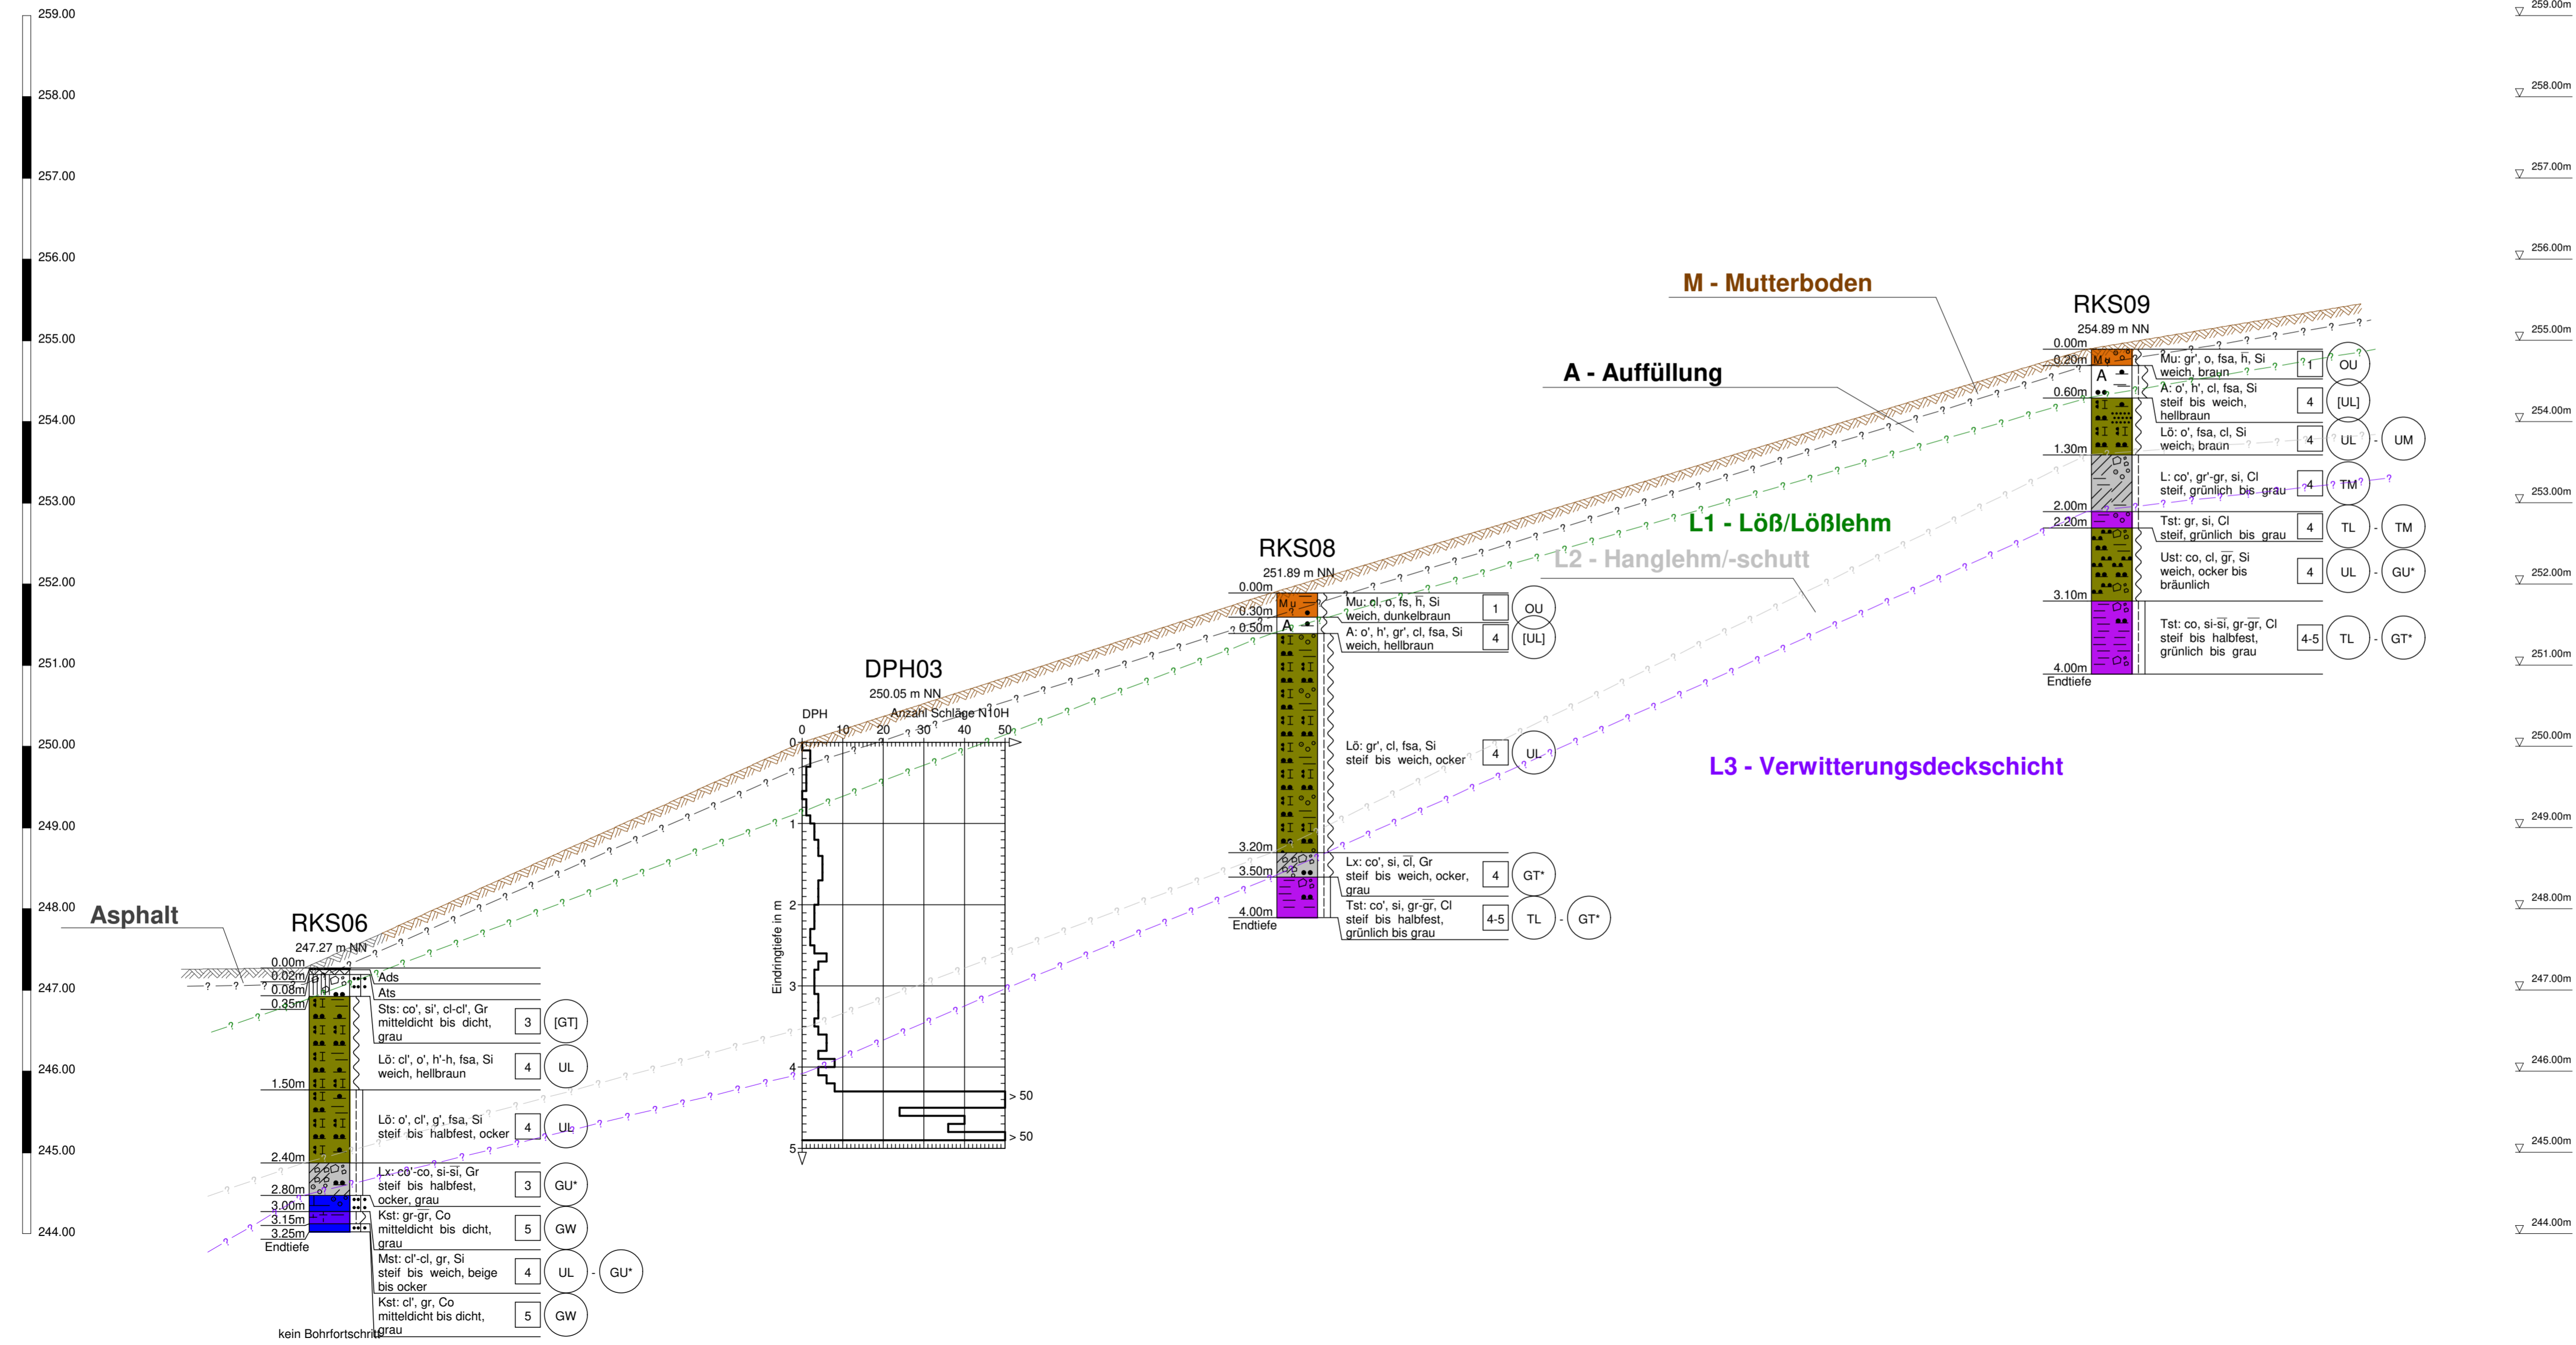 259.00
258.00
257.00
256.00
255.00
254.00
253.00
252.00
251.00
250.00
249.00
248.00
247.00
246.00
245.00
244.00
Asphalt
RKS06
247.27 m NN
0.00m
0.02m
0.08m
0.35m
1.50m
2.40m
2.80m
3.00m
3.15m
3.25m
Endtiefe
Ads
Ats
Sts: co', si', cl-cl', Gr
mitteldicht bis dicht,
grau
3 [GT]
Lö: cl', o', h'-h, fsa, Si
weich, hellbraun
4 UL
Lö: o', cl', g', fsa, Si
steif bis halbfest, ocker
4 UL
Lx: co'-co, si-s̅i̅, Gr
steif bis halbfest,
ocker, grau
3 GU*
Kst: gr-g̅r̅, Co
mitteldicht bis dicht,
grau
5 GW
Mst: cl'-cl, gr, Si
steif bis weich, beige
bis ocker
4 UL - GU*
Kst: cl', gr, Co
mitteldicht bis dicht,
grau
5 GW
kein Bohrfortschritt
DPH03
250.05 m NN
DPH
Anzahl Schläge N10H
0 10 20 30 40 50
Eindringtiefe in m
0
1
2
3
4
5
> 50
> 50
RKS08
251.89 m NN
0.00m
0.30m
0.50m
3.20m
3.50m
4.00m
Endtiefe
Mu
A
Mu: cl, o, fs, h̅, Si
weich, dunkelbraun
1 OU
A: o', h', gr', cl, fsa, Si
weich, hellbraun
4 [UL]
Lö: gr', cl, fsa, Si
steif bis weich, ocker
4 UL
Lx: co', si, c̅l̅, Gr
steif bis weich, ocker,
grau
4 GT*
Tst: co', si, gr-g̅r̅, Cl
steif bis halbfest,
grünlich bis grau
4-5 TL - GT*
M - Mutterboden
A - Auffüllung
L1 - Löß/Lößlehm
L2 - Hanglehm/-schutt
L3 - Verwitterungsdeckschicht
RKS09
254.89 m NN
0.00m
0.20m
0.60m
1.30m
2.00m
2.20m
3.10m
4.00m
Endtiefe
Mu
A
Mu: gr', o, fsa, h̅, Si
weich, braun
1 OU
A: o', h', cl, fsa, Si
steif bis weich,
hellbraun
4 [UL]
Lö: o', fsa, cl, Si
weich, braun
4 UL - UM
L: co', gr'-gr, si, Cl
steif, grünlich bis grau
4 TM
Tst: gr, si, Cl
steif, grünlich bis grau
4 TL - TM
Ust: co, cl, g̅r̅, Si
weich, ocker bis
bräunlich
4 UL - GU*
Tst: co, si-s̅i̅, gr-g̅r̅, Cl
steif bis halbfest,
grünlich bis grau
4-5 TL - GT*
259.00m
258.00m
257.00m
256.00m
255.00m
254.00m
253.00m
252.00m
251.00m
250.00m
249.00m
248.00m
247.00m
246.00m
245.00m
244.00m